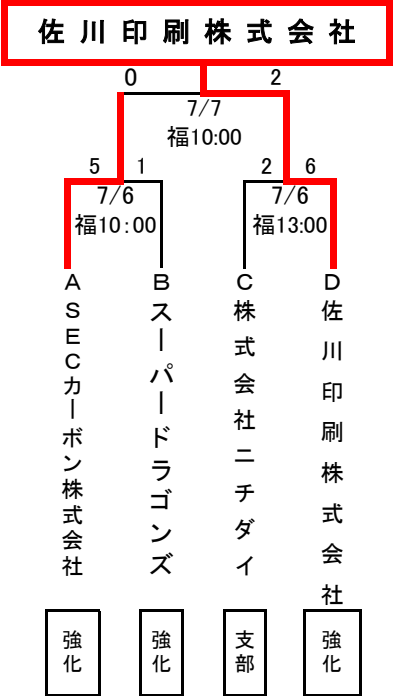 佐川印刷株式会社
0 2
7/7
福10:00
5 1 2 6
7/6 7/6
福10:00 福13:00
A B C D
SECカーボン株式会社
スーパードラゴンズ
株式会社ニチダイ
佐川印刷株式会社
強化 強化 支部 強化